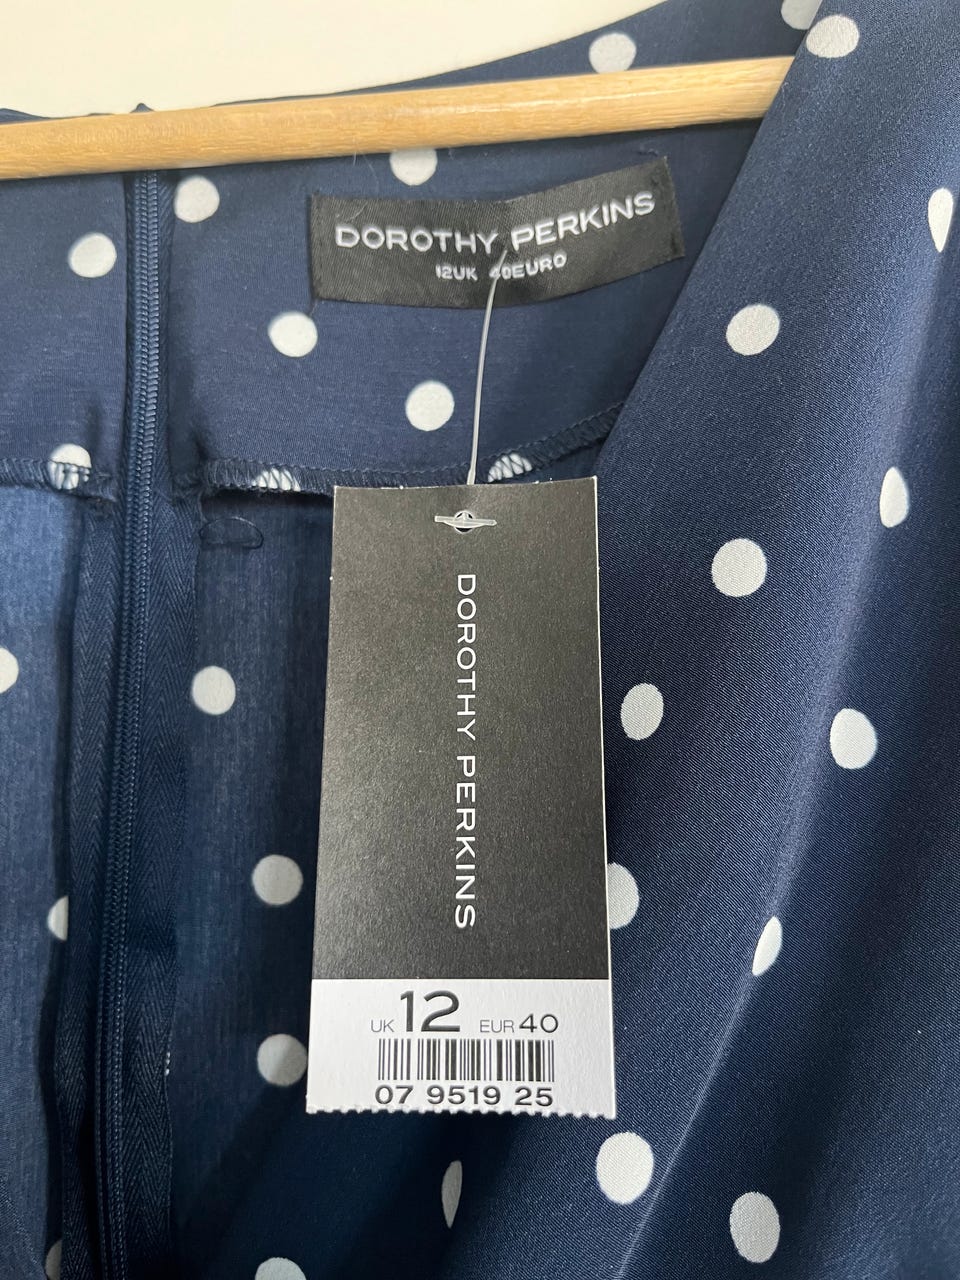 DOROTHY PERKINS
12UK 40EURO
DOROTHY PERKINS
UK 12 EUR 40
07 9519 25